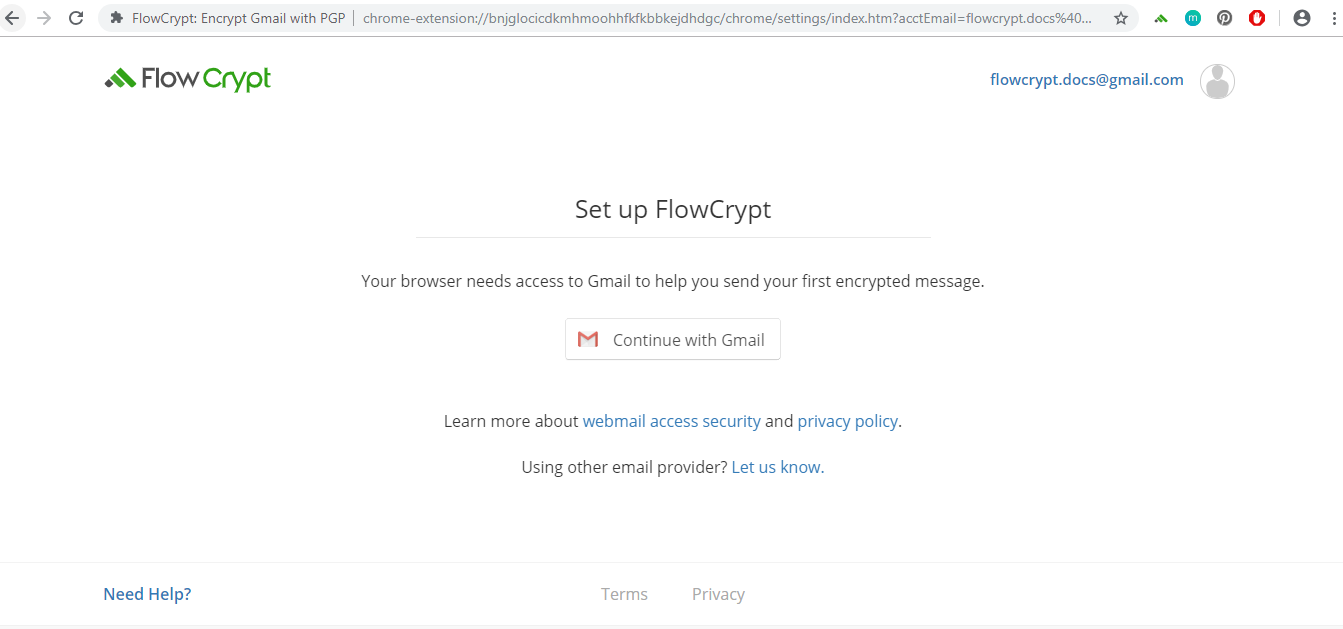 FlowCrypt: Encrypt Gmail with PGP | chrome-extension://bnjglocicdkmhmoohhfkfkbbkejdhdgc/chrome/settings/index.htm?acctEmail=flowcrypt.docs%40...
m
FlowCrypt
flowcrypt.docs@gmail.com
Set up FlowCrypt
Your browser needs access to Gmail to help you send your first encrypted message.
Continue with Gmail
Learn more about webmail access security and privacy policy.
Using other email provider? Let us know.
Need Help?
Terms
Privacy